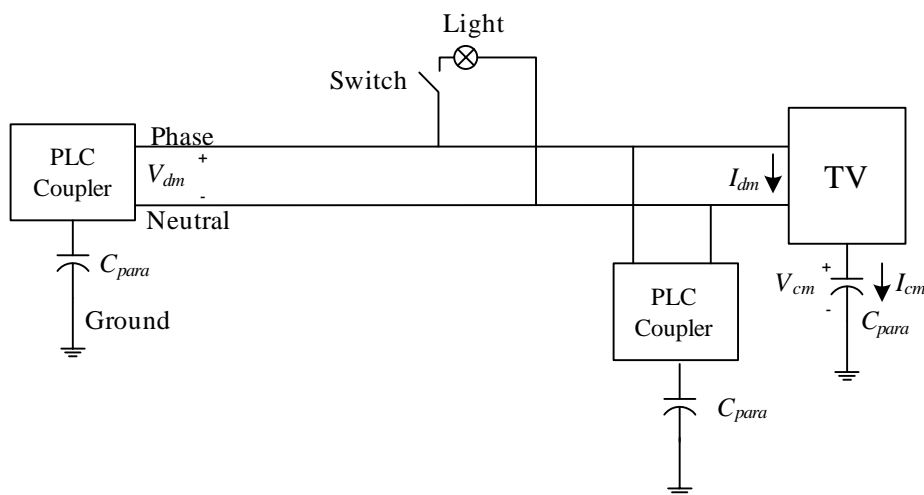 Light
Switch
Phase
PLC
Coupler
+
V_dm
-
Neutral
C_para
Ground
I_dm
TV
PLC
Coupler
C_para
+
V_cm
-
I_cm
C_para